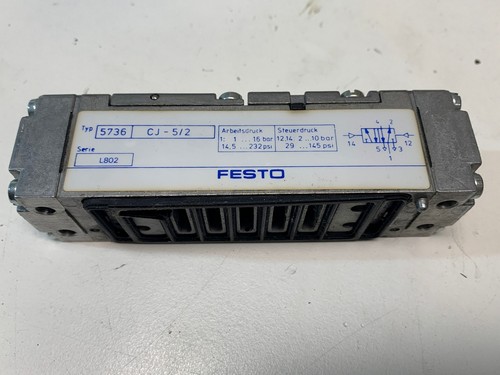 Typ 5736 CJ - 5/2
Serie L802
Arbeitsdruck
1: 1 ... 16 bar
14,5 ... 232 psi
Steuerdruck
12,14: 2 ... 10 bar
29 ... 145 psi
4 2
14 12
5 3
1
FESTO